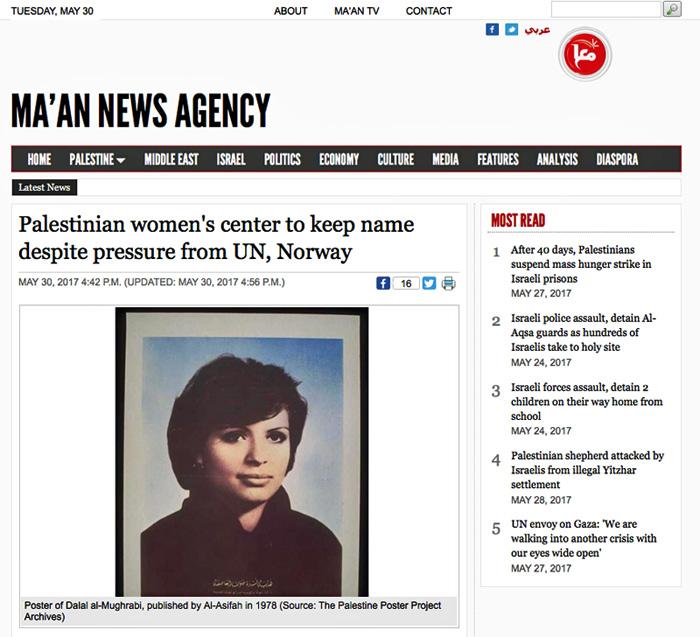 TUESDAY, MAY 30
ABOUT
MA'AN TV
CONTACT
عربي
معا
MA'AN NEWS AGENCY
HOME
PALESTINE
MIDDLE EAST
ISRAEL
POLITICS
ECONOMY
CULTURE
MEDIA
FEATURES
ANALYSIS
DIASPORA
Latest News
Palestinian women's center to keep name
despite pressure from UN, Norway
MAY 30, 2017 4:42 P.M. (UPDATED: MAY 30, 2017 4:56 P.M.)
16
Poster of Dalal al-Mughrabi, published by Al-Asifah in 1978 (Source: The Palestine Poster Project
Archives)
MOST READ
1 After 40 days, Palestinians
suspend mass hunger strike in
Israeli prisons
MAY 27, 2017
2 Israeli police assault, detain Al-
Aqsa guards as hundreds of
Israelis take to holy site
MAY 24, 2017
3 Israeli forces assault, detain 2
children on their way home from
school
MAY 24, 2017
4 Palestinian shepherd attacked by
Israelis from illegal Yitzhar
settlement
MAY 28, 2017
5 UN envoy on Gaza: 'We are
walking into another crisis with
our eyes wide open'
MAY 27, 2017